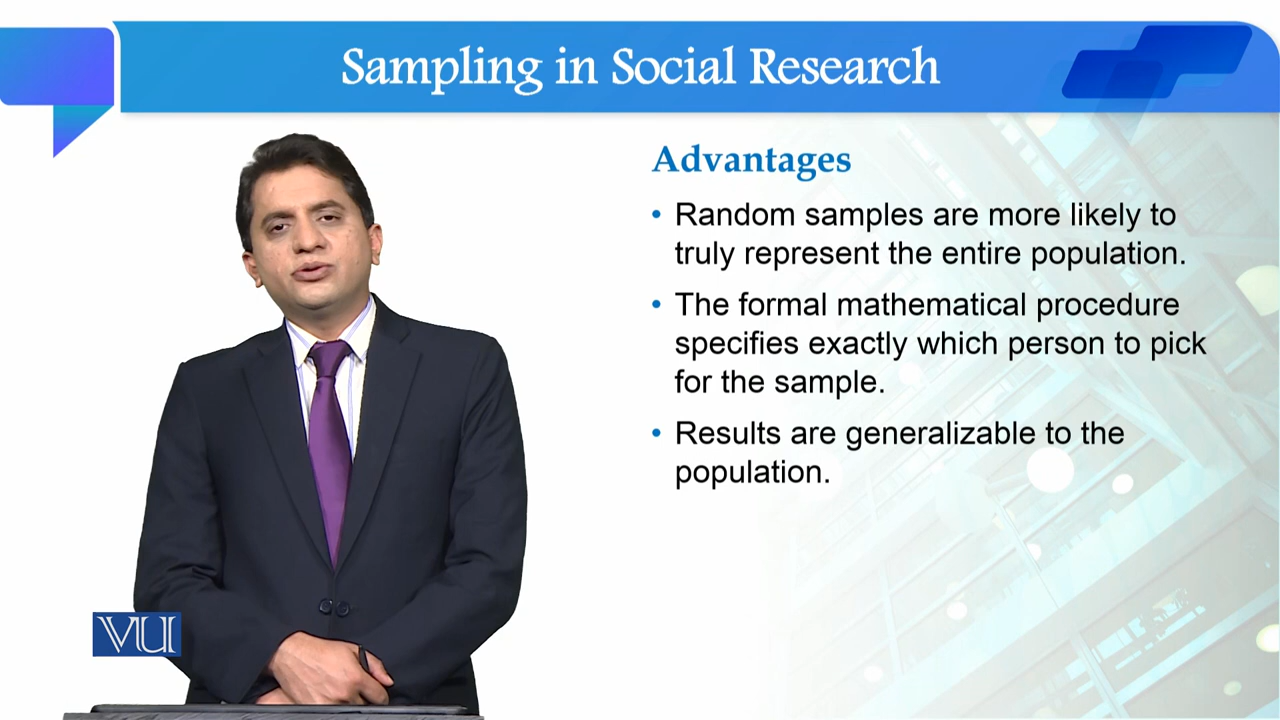 Sampling in Social Research
Advantages
• Random samples are more likely to
truly represent the entire population.
• The formal mathematical procedure
specifies exactly which person to pick
for the sample.
• Results are generalizable to the
population.
VU